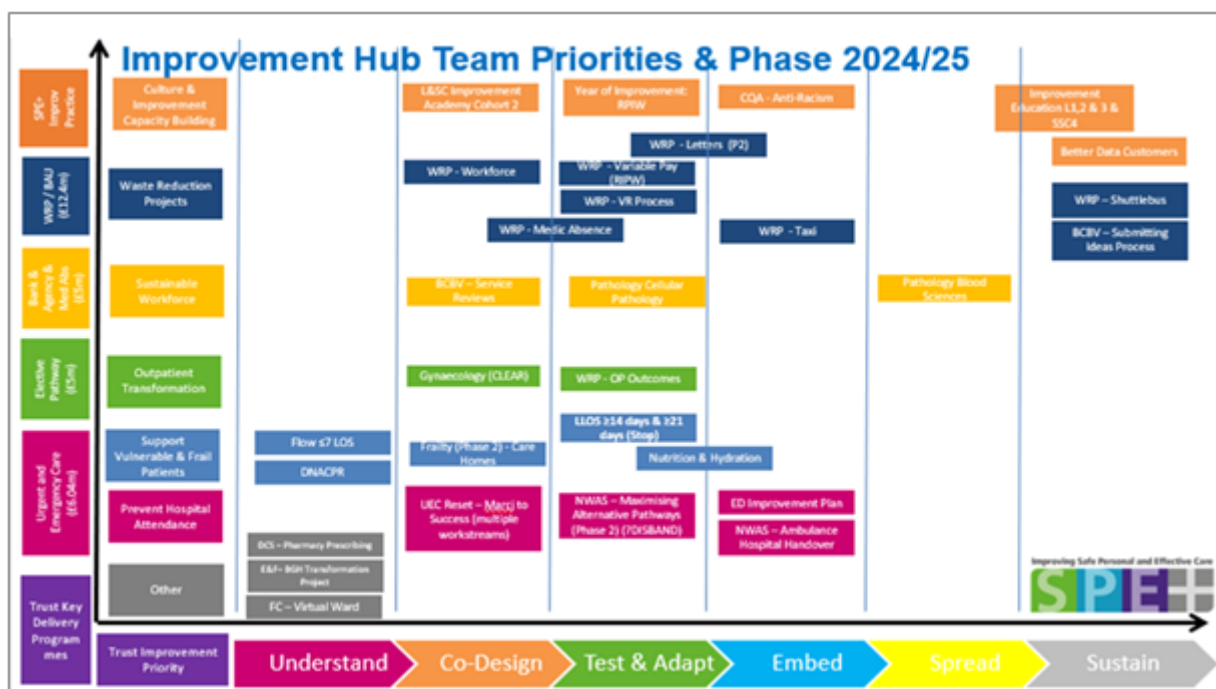 Improvement Hub Team Priorities & Phase 2024/25
SPE+
Improv
Practice
Culture &
Improvement
Capacity Building
L&SC Improvement
Academy Cohort 2
Year of Improvement:
RPIW
CQA - Anti-Racism
Improvement
Education L1,2 & 3 &
SSC4
Better Data Customers
WRP / BAU
(£12.4m)
Waste Reduction
Projects
WRP - Letters (P2)
WRP - Workforce
WRP - Variable Pay
(RIPW)
WRP - VR Process
WRP - Medic Absence
WRP - Taxi
WRP – Shuttlebus
BCBV – Submitting
Ideas Process
Bank &
Agency &
Med Abs
(£5m)
Sustainable
Workforce
BCBV – Service
Reviews
Pathology Cellular
Pathology
Pathology Blood
Sciences
Elective
Pathway
(£5m)
Outpatient
Transformation
Gynaecology (CLEAR)
WRP - OP Outcomes
Urgent and
Emergency Care
(£6.04m)
Support
Vulnerable & Frail
Patients
Flow ≤7 LOS
DNACPR
Frailty (Phase 2) - Care
Homes
LLOS ≥14 days & ≥21
days (Stop)
Nutrition & Hydration
Prevent Hospital
Attendance
UEC Reset – Marcj to
Success (multiple
workstreams)
NWAS – Maximising
Alternative Pathways
(Phase 2) (?DISBAND)
ED Improvement Plan
NWAS – Ambulance
Hospital Handover
Other
DCS – Pharmacy Prescribing
E&F– BGH Transformation
Project
FC – Virtual Ward
Improving Safe Personal and Effective Care
SPE+
Trust Key
Delivery
Program
mes
Trust Improvement
Priority
Understand
Co-Design
Test & Adapt
Embed
Spread
Sustain